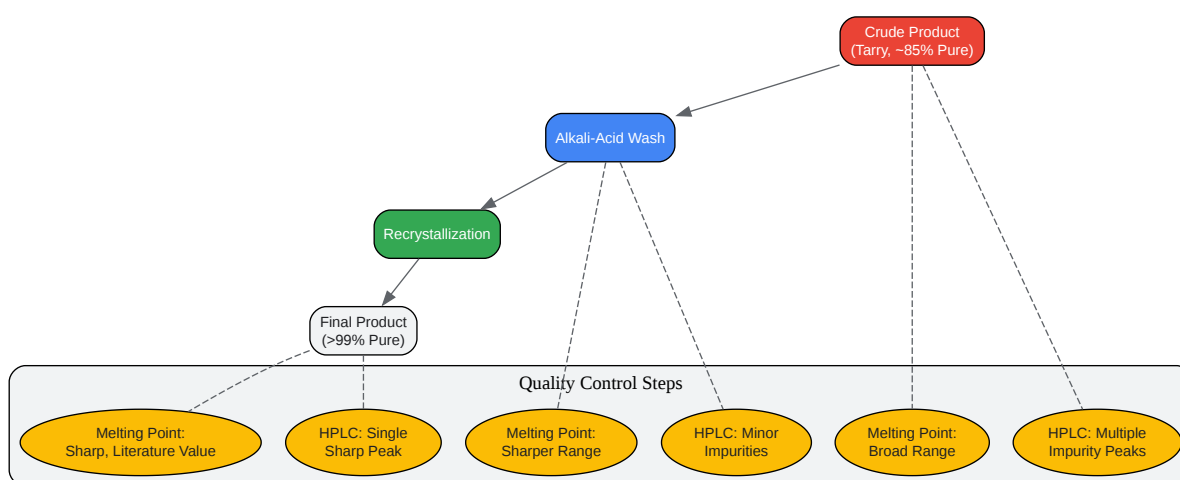 Crude Product
(Tarry, ~85% Pure)
Alkali-Acid Wash
Recrystallization
Final Product
(>99% Pure)
Quality Control Steps
Melting Point:
Sharp, Literature Value
HPLC: Single
Sharp Peak
Melting Point:
Sharper Range
HPLC: Minor
Impurities
Melting Point:
Broad Range
HPLC: Multiple
Impurity Peaks